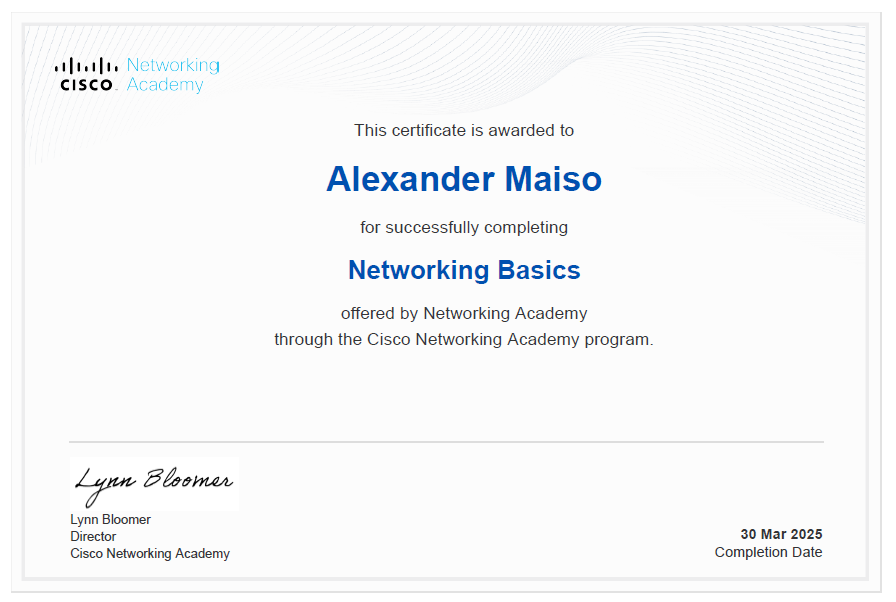 Networking
CISCO Academy
This certificate is awarded to
Alexander Maiso
for successfully completing
Networking Basics
offered by Networking Academy
through the Cisco Networking Academy program.
Lynn Bloomer
Lynn Bloomer
Director
Cisco Networking Academy
30 Mar 2025
Completion Date